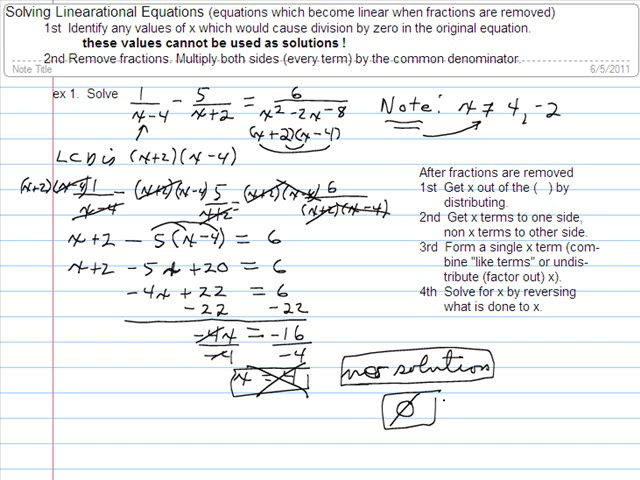 Solving Linearational Equations (equations which become linear when fractions are removed)
1st Identify any values of x which would cause division by zero in the original equation.
these values cannot be used as solutions !
2nd Remove fractions. Multiply both sides (every term) by the common denominator.
Note Title
6/5/2011
ex 1. Solve 1/(x-4) - 5/(x+2) = 6/(x²-2x-8)
Note: x ≠ 4, -2
(x+2)(x-4)
LCD is (x+2)(x-4)
(x+2)(x-4) 1/(x-4) - (x+2)(x-4) 5/(x+2) = (x+2)(x-4) 6/((x+2)(x-4))
x+2 - 5(x-4) = 6
x+2 - 5x + 20 = 6
-4x + 22 = 6
-22 -22
-4x = -16
-4 -4
x = 4
After fractions are removed
1st Get x out of the ( ) by
distributing.
2nd Get x terms to one side,
non x terms to other side.
3rd Form a single x term (com-
bine "like terms" or undis-
tribute (factor out) x).
4th Solve for x by reversing
what is done to x.
no solution
∅